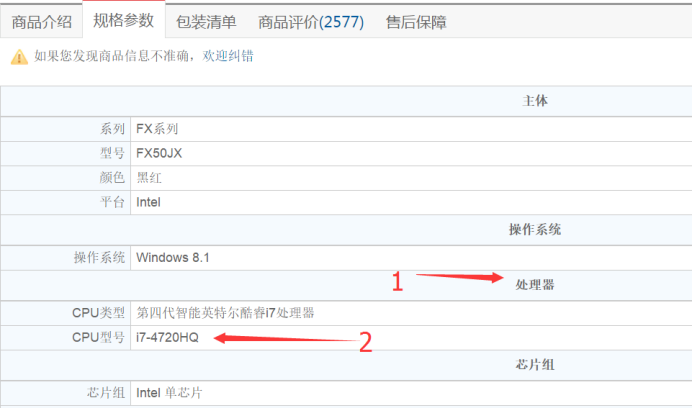 商品介绍 规格参数 包装清单 商品评价(2577) 售后保障
如果您发现商品信息不准确，欢迎纠错
主体
系列 FX系列
型号 FX50JX
颜色 黑红
平台 Intel
操作系统
操作系统 Windows 8.1
1 处理器
CPU类型 第四代智能英特尔酷睿i7处理器
CPU型号 i7-4720HQ 2
芯片组
芯片组 Intel 单芯片